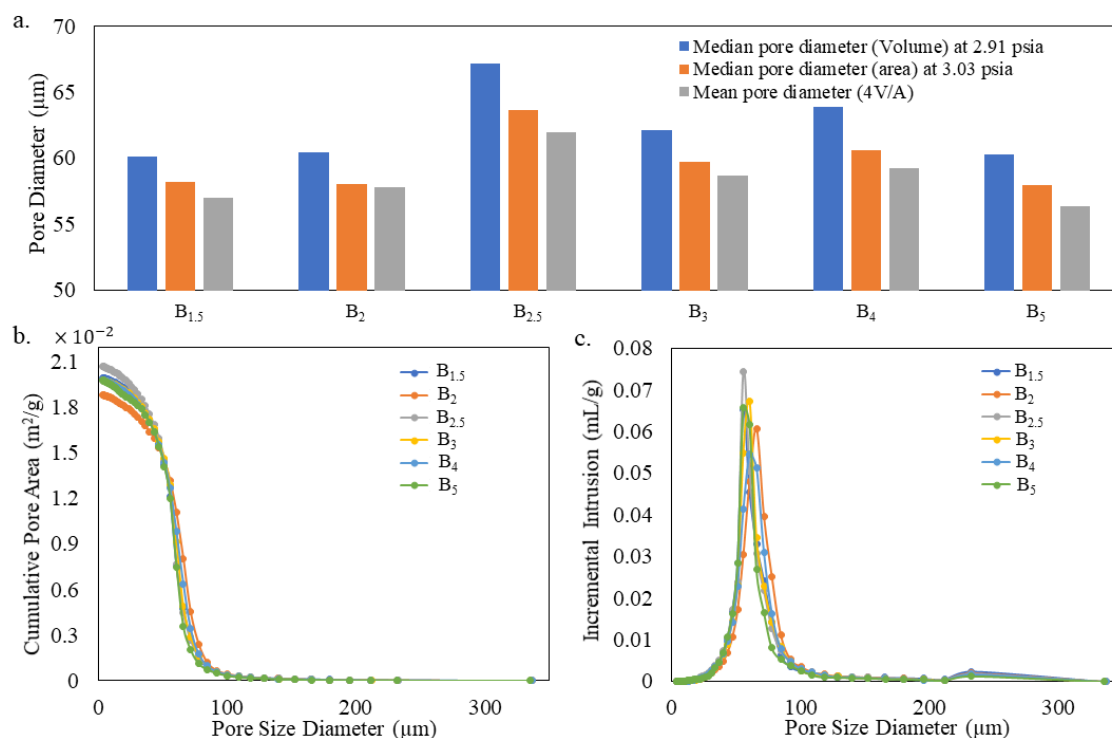 a.
70
65
60
55
50
Pore Diameter (µm)
Median pore diameter (Volume) at 2.91 psia
Median pore diameter (area) at 3.03 psia
Mean pore diameter (4V/A)
B₁.₅
B₂
B₂.₅
B₃
B₄
B₅
b.
×10⁻²
2.1
1.8
1.5
1.2
0.9
0.6
0.3
0
Cumulative Pore Area (m²/g)
B₁.₅
B₂
B₂.₅
B₃
B₄
B₅
0 100 200 300
Pore Size Diameter (µm)
c.
0.08
0.07
0.06
0.05
0.04
0.03
0.02
0.01
0
Incremental Intrusion (mL/g)
B₁.₅
B₂
B₂.₅
B₃
B₄
B₅
0 100 200 300
Pore Size Diameter (µm)